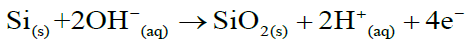 Si₍s₎+2OH⁻₍aq₎ → SiO₂₍s₎ + 2H⁺₍aq₎ + 4e⁻